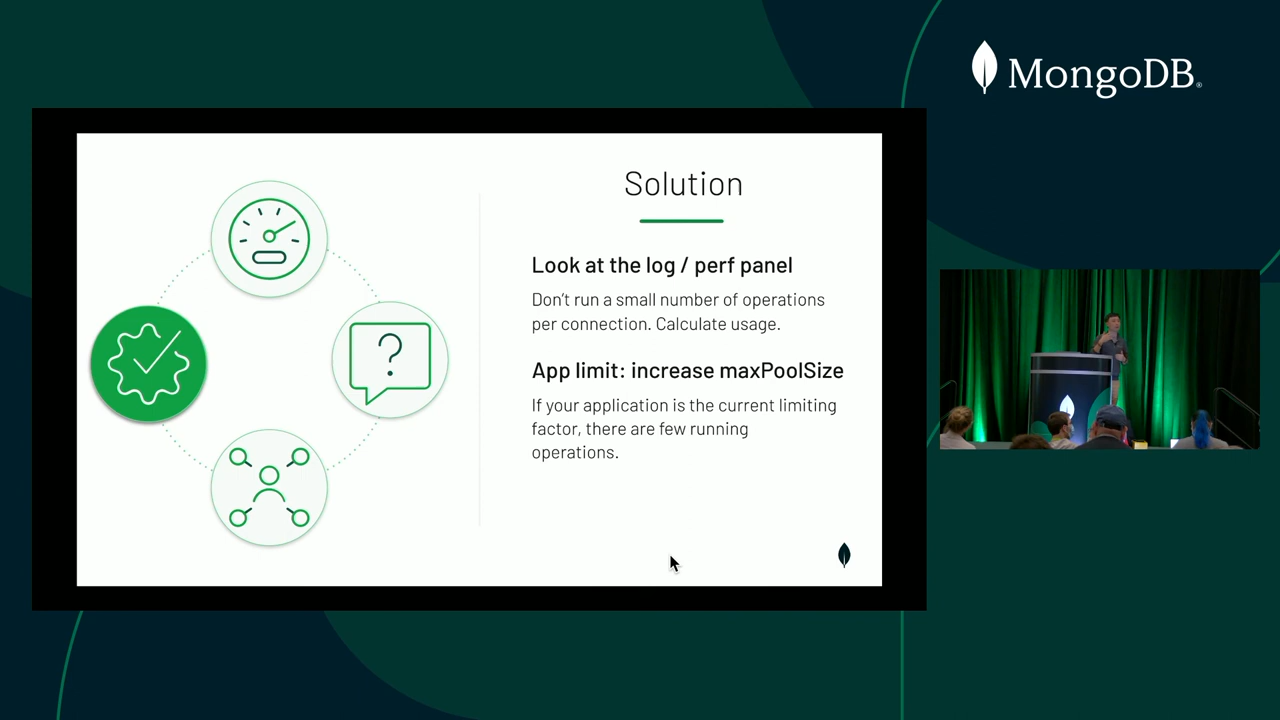 MongoDB®
Solution
Look at the log / perf panel
Don't run a small number of operations
per connection. Calculate usage.
App limit: increase maxPoolSize
If your application is the current limiting
factor, there are few running
operations.
?